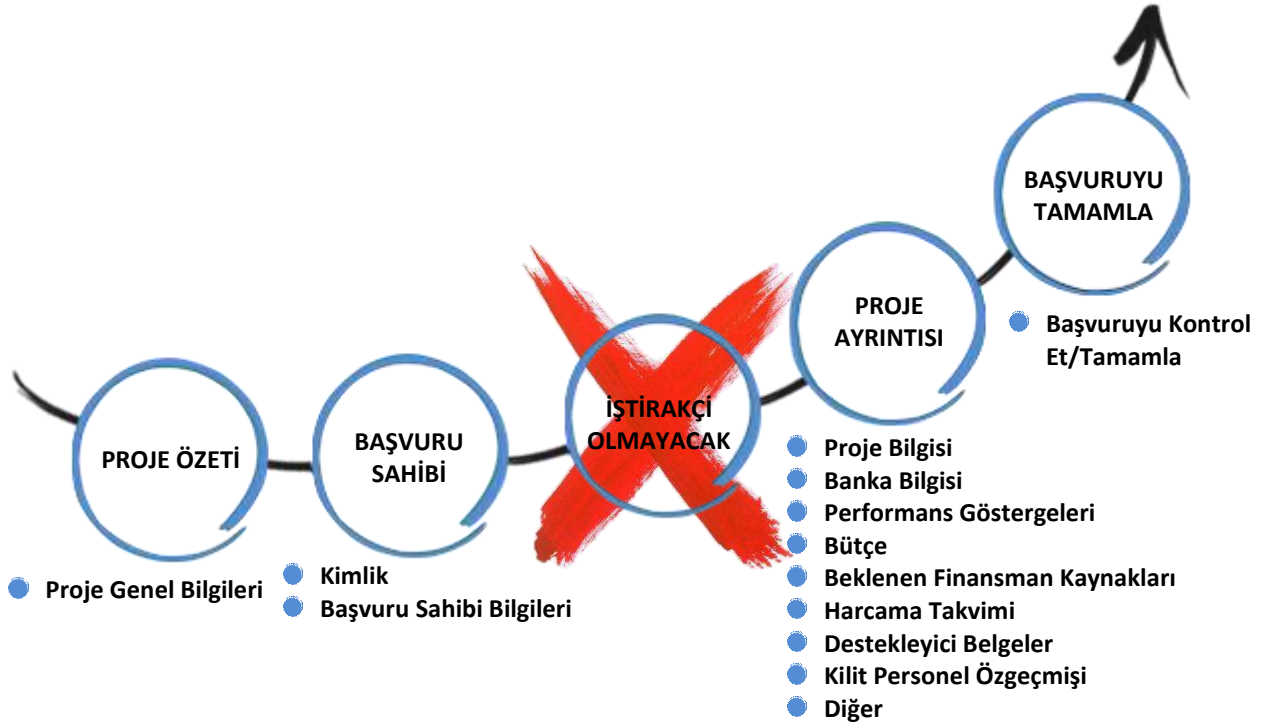 PROJE ÖZETİ
Proje Genel Bilgileri
BAŞVURU
SAHİBİ
Kimlik
Başvuru Sahibi Bilgileri
İŞTİRAKÇİ
OLMAYACAK
PROJE
AYRINTISI
Proje Bilgisi
Banka Bilgisi
Performans Göstergeleri
Bütçe
Beklenen Finansman Kaynakları
Harcama Takvimi
Destekleyici Belgeler
Kilit Personel Özgeçmişi
Diğer
BAŞVURUYU
TAMAMLA
Başvuruyu Kontrol
Et/Tamamla